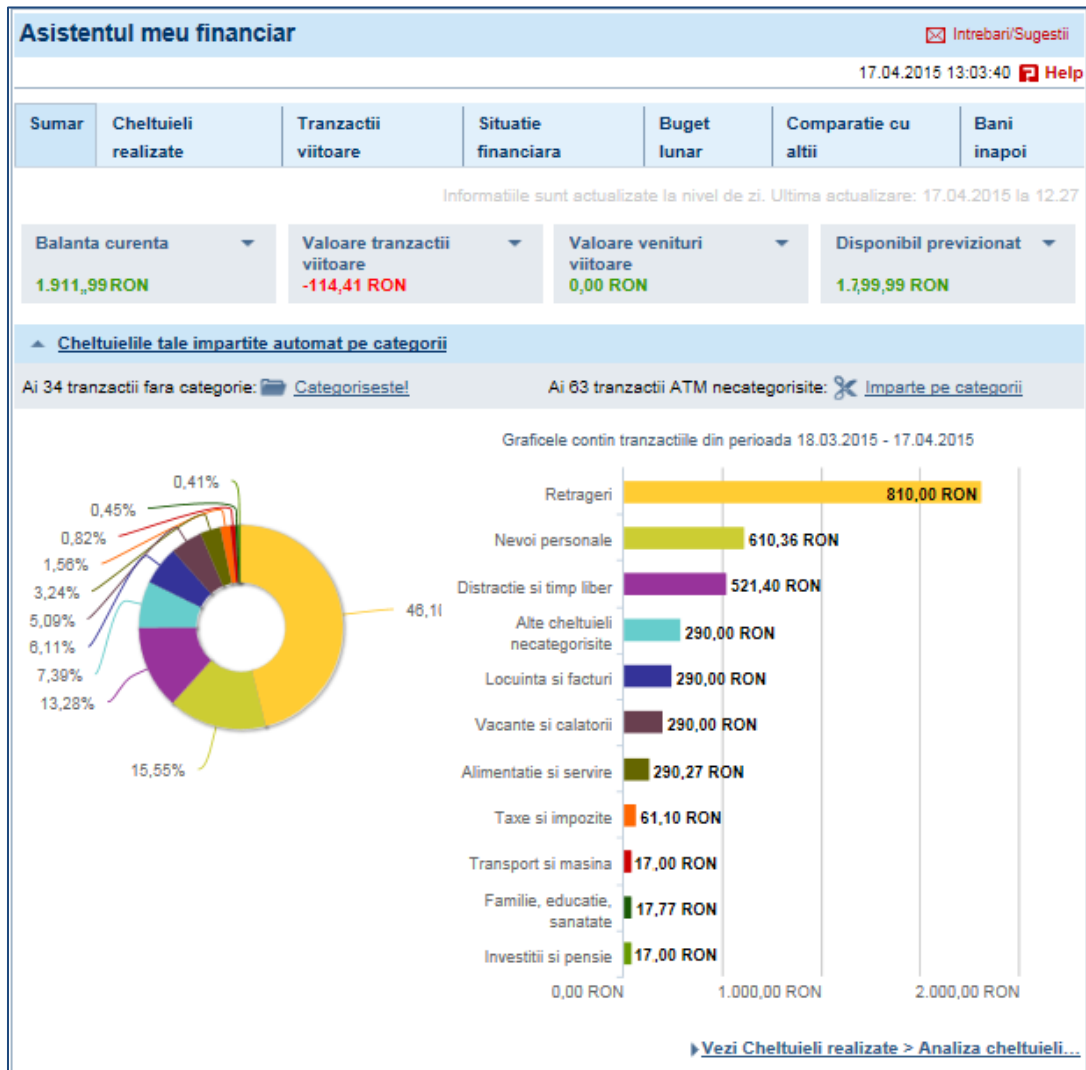 Asistentul meu financiar
Intrebari/Sugestii
17.04.2015 13:03:40 Help
Sumar
Cheltuieli
realizate
Tranzactii
viitoare
Situatie
financiara
Buget
lunar
Comparatie cu
altii
Bani
inapoi
Informatiile sunt actualizate la nivel de zi. Ultima actualizare: 17.04.2015 la 12.27
Balanta curenta
1.911,,99 RON
Valoare tranzactii
viitoare
-114,41 RON
Valoare venituri
viitoare
0,00 RON
Disponibil previzionat
1.7,99,99 RON
Cheltuielile tale impartite automat pe categorii
Ai 34 tranzactii fara categorie: Categoriseste!
Ai 63 tranzactii ATM necategorisite: Imparte pe categorii
Graficele contin tranzactiile din perioada 18.03.2015 - 17.04.2015
0,41%
0,45%
0,82%
1,56%
3,24%
5,09%
6,11%
7,39%
13,28%
15,55%
46,1
Retrageri 810,00 RON
Nevoi personale 610,36 RON
Distractie si timp liber 521,40 RON
Alte cheltuieli
necategorisite 290,00 RON
Locuinta si facturi 290,00 RON
Vacante si calatorii 290,00 RON
Alimentatie si servire 290,27 RON
Taxe si impozite 61,10 RON
Transport si masina 17,00 RON
Familie, educatie,
sanatate 17,77 RON
Investitii si pensie 17,00 RON
0,00 RON 1.000,00 RON 2.000,00 RON
Vezi Cheltuieli realizate > Analiza cheltuieli...